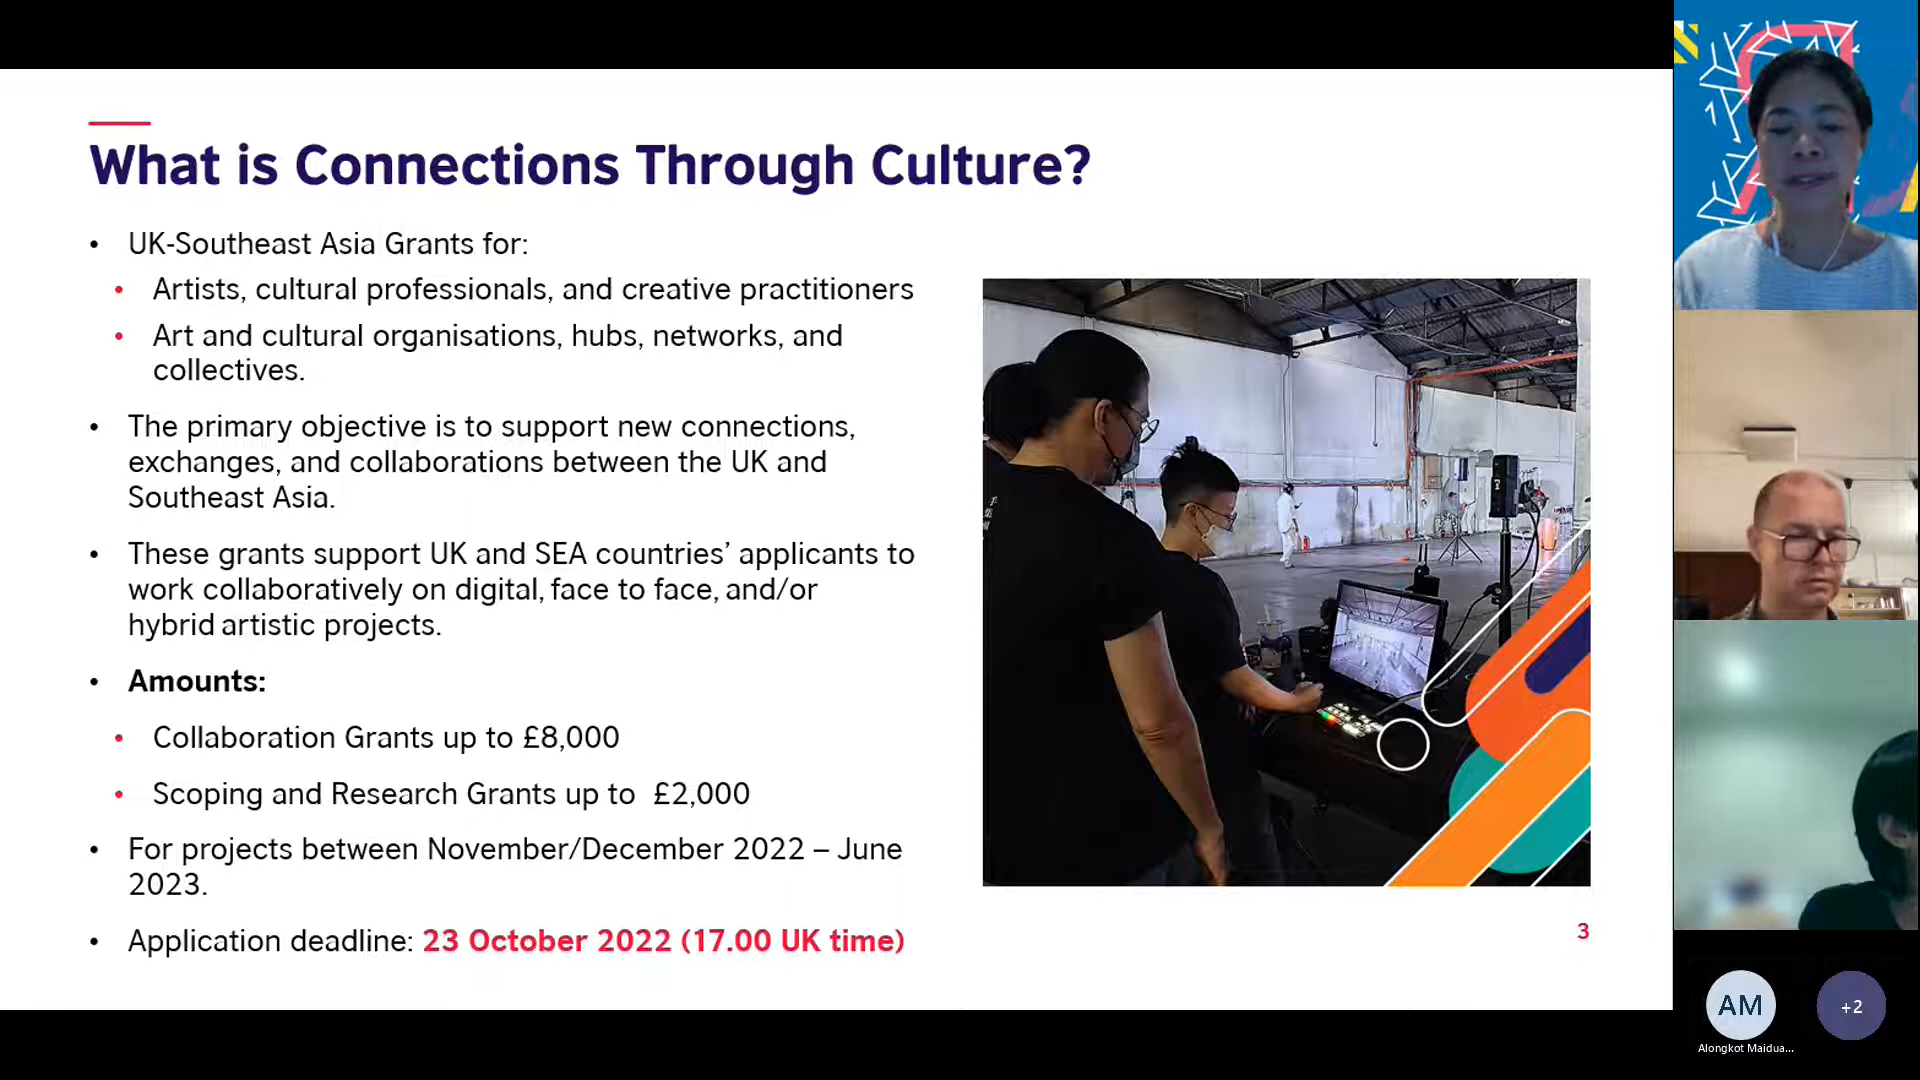 What is Connections Through Culture?
• UK-Southeast Asia Grants for:
• Artists, cultural professionals, and creative practitioners
• Art and cultural organisations, hubs, networks, and
collectives.
• The primary objective is to support new connections,
exchanges, and collaborations between the UK and
Southeast Asia.
• These grants support UK and SEA countries’ applicants to
work collaboratively on digital, face to face, and/or
hybrid artistic projects.
• Amounts:
• Collaboration Grants up to £8,000
• Scoping and Research Grants up to £2,000
• For projects between November/December 2022 – June
2023.
• Application deadline: 23 October 2022 (17.00 UK time)
3
AM
+2
Alongkot Maidua...